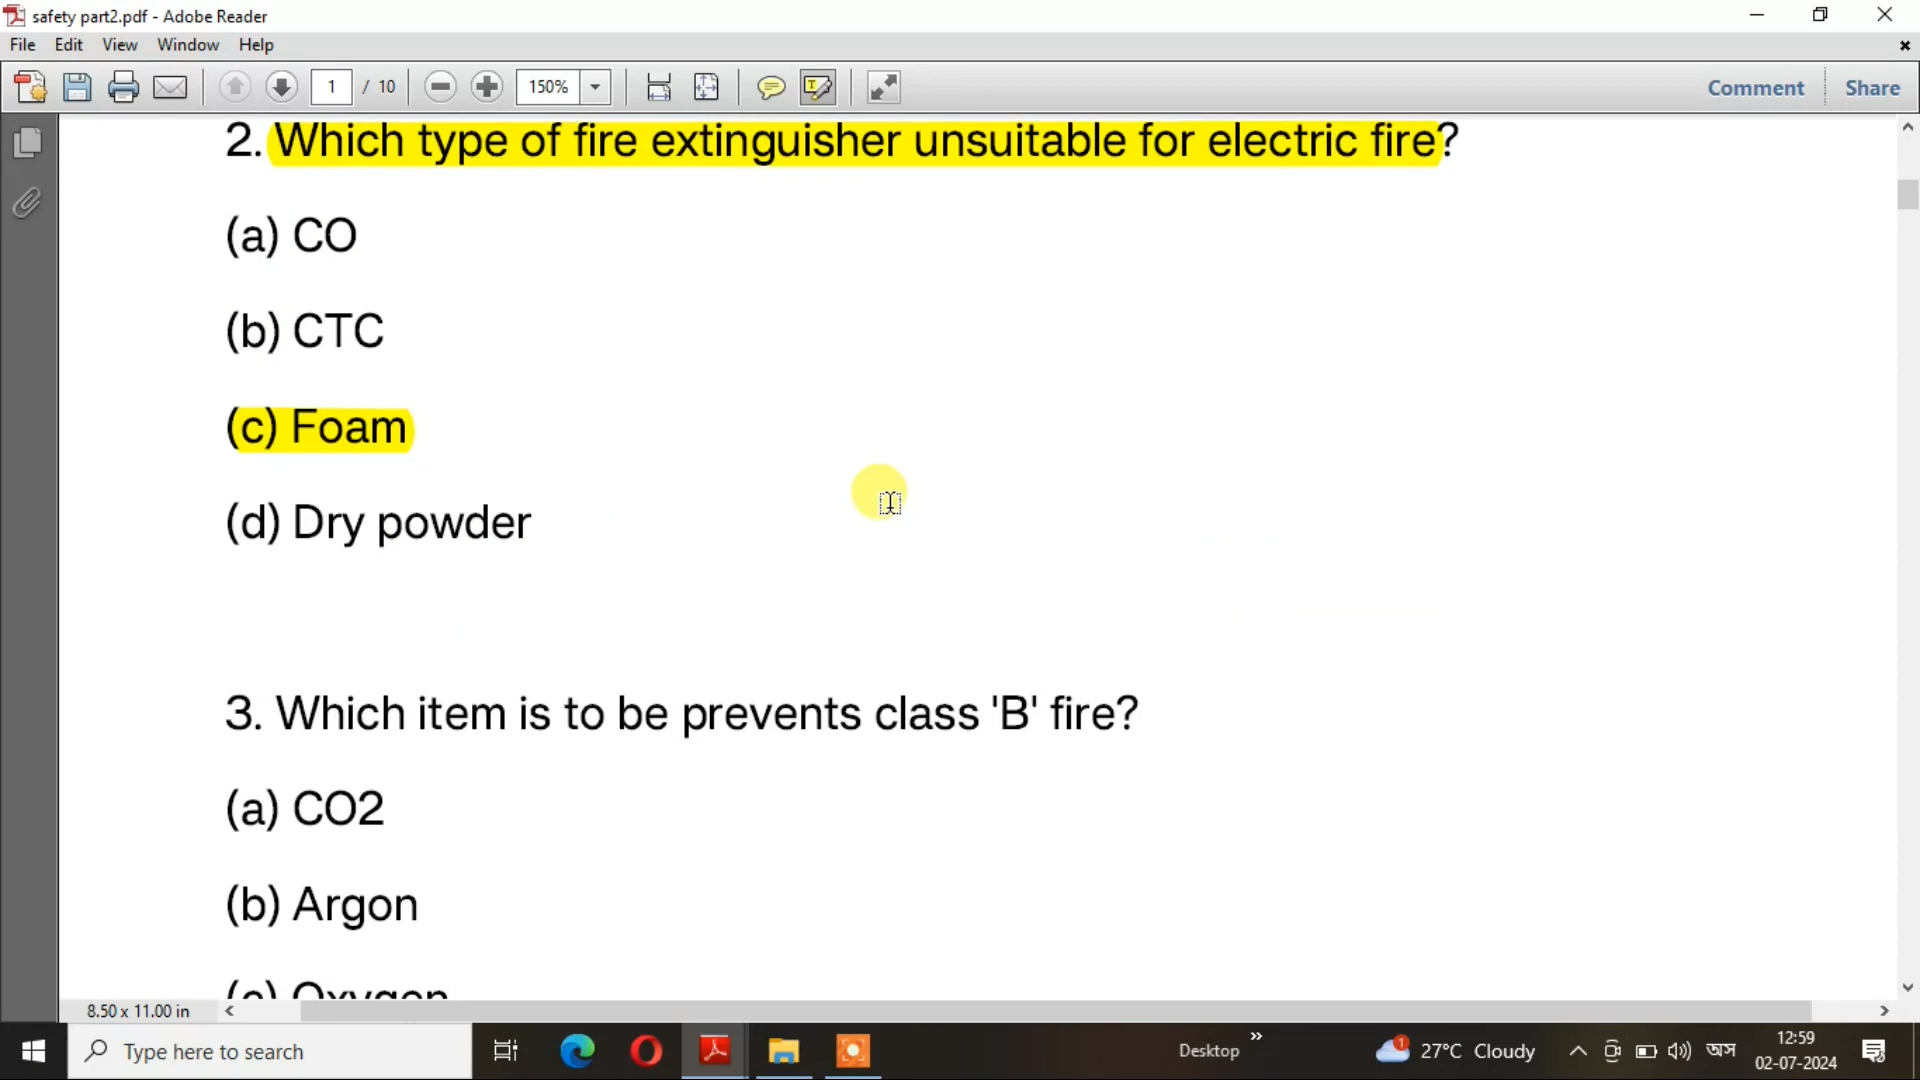 safety part2.pdf - Adobe Reader
File Edit View Window Help
1 / 10 150% Comment Share
2. Which type of fire extinguisher unsuitable for electric fire?
(a) CO
(b) CTC
(c) Foam
(d) Dry powder
3. Which item is to be prevents class 'B' fire?
(a) CO2
(b) Argon
(c) Oxygen
8.50 x 11.00 in
Type here to search
Desktop
1
27°C Cloudy
অস
12:59
02-07-2024